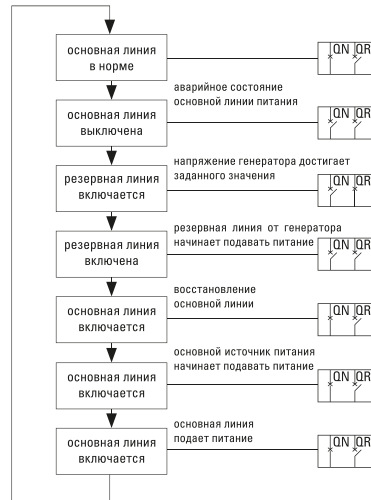 основная линия
в норме
QN QR
аварийное состояние
основной линии питания
основная линия
выключена
QN QR
напряжение генератора достигает
заданного значения
резервная линия
включается
QN QR
резервная линия от генератора
начинает подавать питание
резервная линия
включена
QN QR
восстановление
основной линии
основная линия
включается
QN QR
основной источник питания
начинает подавать питание
основная линия
включается
QN QR
основная линия
подает питание
основная линия
включается
QN QR